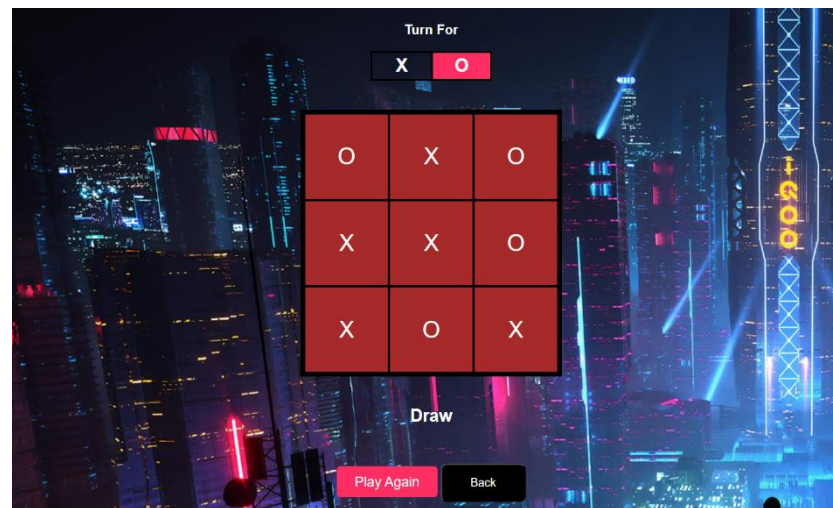 Turn For
X O
O X O
X X O
X O X
Draw
Play Again Back